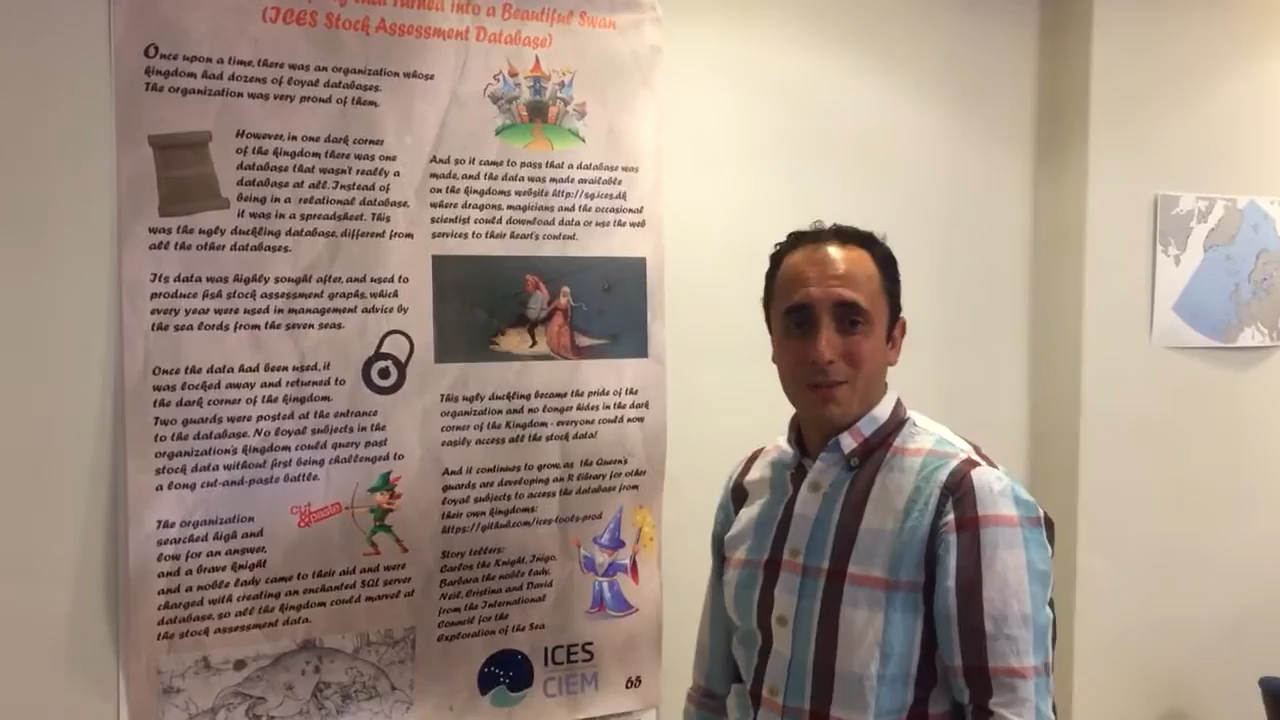 that Turned into a Beautiful Swan
(ICES Stock Assessment Database)
Once upon a time, there was an organization whose
kingdom had dozens of loyal databases.
The organization was very proud of them.
However, in one dark corner
of the kingdom there was one
database that wasn't really a
database at all. Instead of
being in a relational database,
it was in a spreadsheet. This
was the ugly duckling database, different from
all the other databases.
Its data was highly sought after, and used to
produce fish stock assessment graphs, which
every year were used in management advice by
the sea lords from the seven seas.
Once the data had been used, it
was locked away and returned to
the dark corner of the kingdom.
Two guards were posted at the entrance
to the database. No loyal subjects in the
organization's kingdom could query past
stock data without first being challenged to
a long cut-and-paste battle.
cut
&paste
The organization
searched high and
low for an answer,
and a brave knight
and a noble lady came to their aid and were
charged with creating an enchanted SQL server
database, so all the kingdom could marvel at
the stock assessment data.
And so it came to pass that a database was
made, and the data was made available
on the kingdoms website http://sg.ices.dk
where dragons, magicians and the occasional
scientist could download data or use the web
services to their heart's content.
This ugly duckling became the pride of the
organization and no longer hides in the dark
corner of the Kingdom - everyone could now
easily access all the stock data!
And it continues to grow, as the Queen's
guards are developing an R library for other
loyal subjects to access the database from
their own kingdoms:
https://github.com/ices-tools-prod
Story tellers:
Carlos the Knight, Iñigo,
Barbara the noble lady,
Neil, Cristina and David
from the International
Council for the
Exploration of the Sea
ICES
CIEM
65